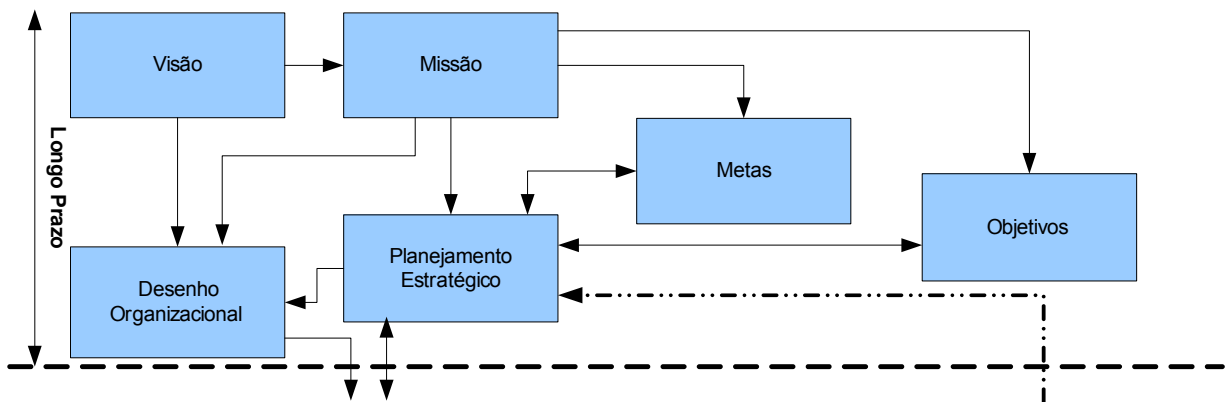 Visão
Missão
Longo Prazo
Metas
Objetivos
Planejamento
Estratégico
Desenho
Organizacional